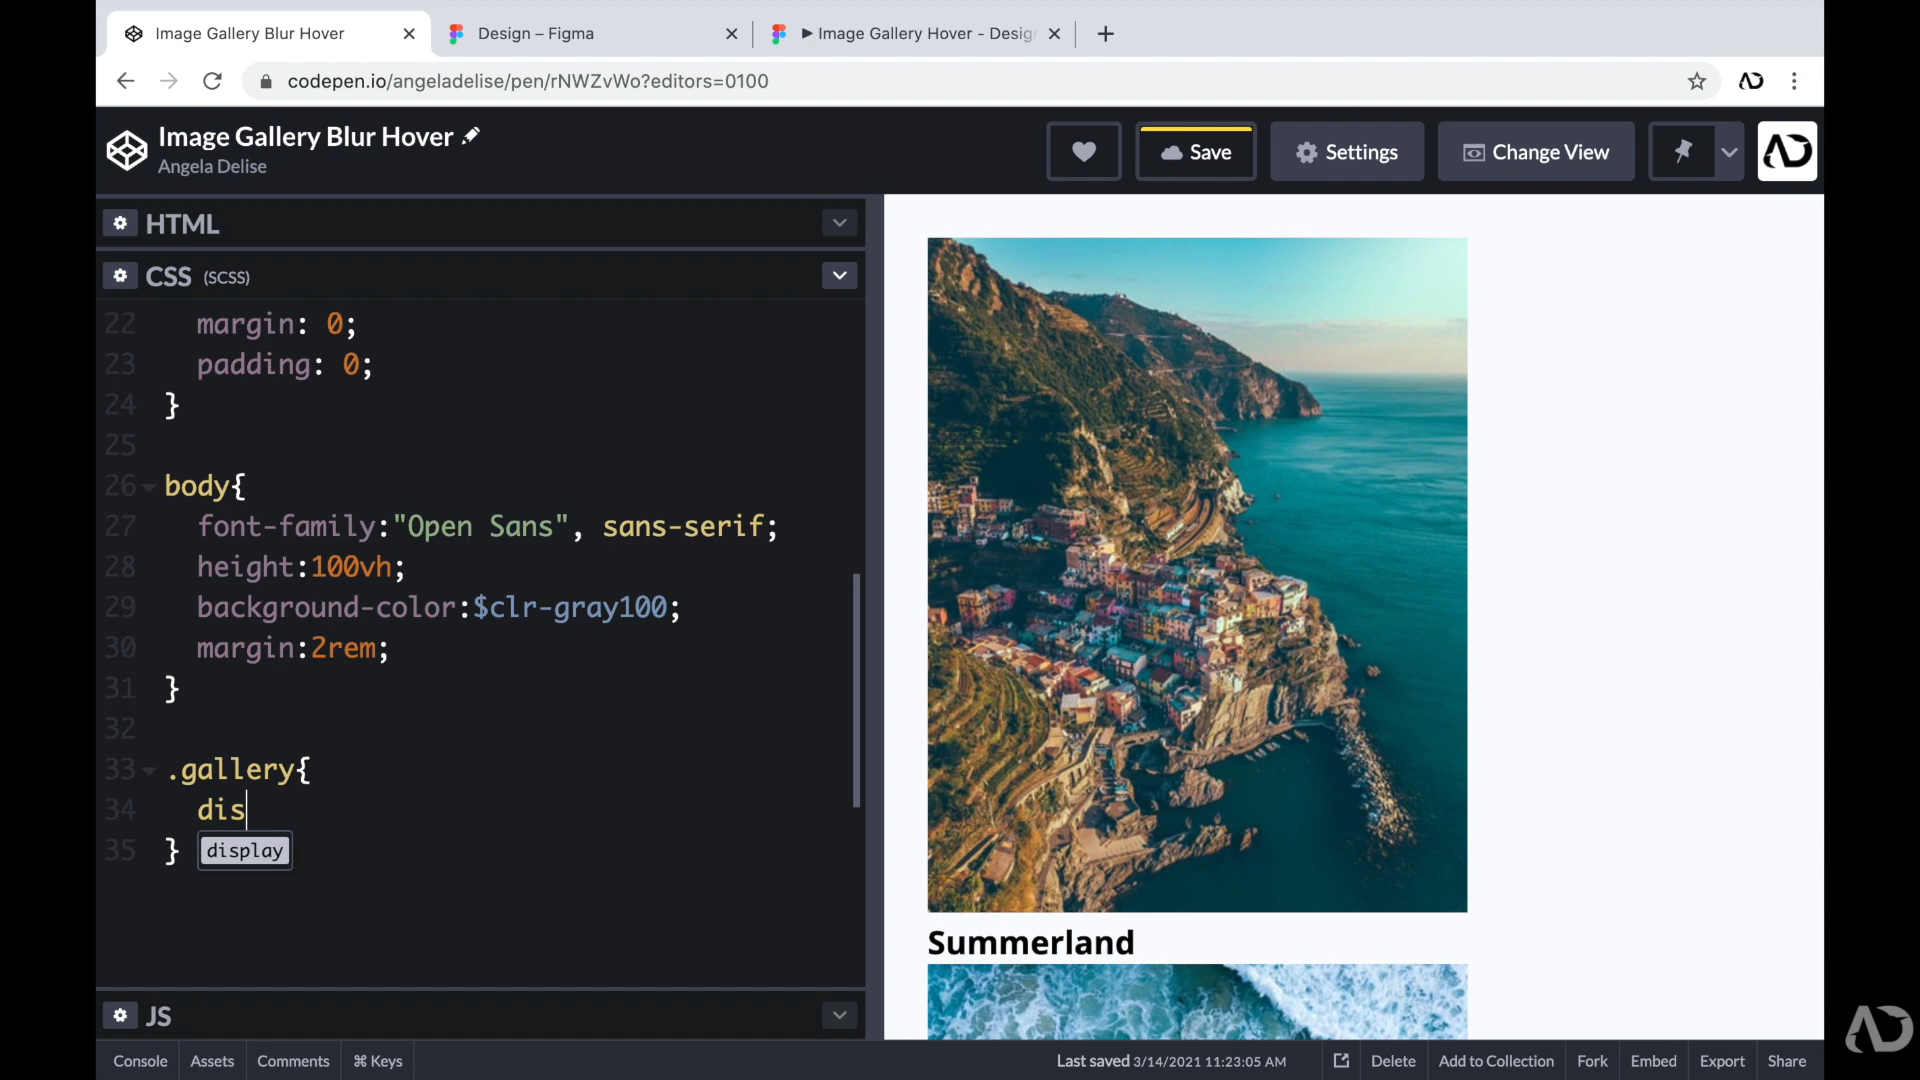 Image Gallery Blur Hover
Design – Figma
Image Gallery Hover - Desig
codepen.io/angeladelise/pen/rNWZvWo?editors=0100
Image Gallery Blur Hover
Angela Delise
Save
Settings
Change View
HTML
CSS (SCSS)
22 margin: 0;
23 padding: 0;
24 }
25
26 body{
27 font-family:"Open Sans", sans-serif;
28 height:100vh;
29 background-color:$clr-gray100;
30 margin:2rem;
31 }
32
33 .gallery{
34 dis
35 } display
Summerland
JS
Console Assets Comments ⌘ Keys
Last saved 3/14/2021 11:23:05 AM
Delete Add to Collection Fork Embed Export Share